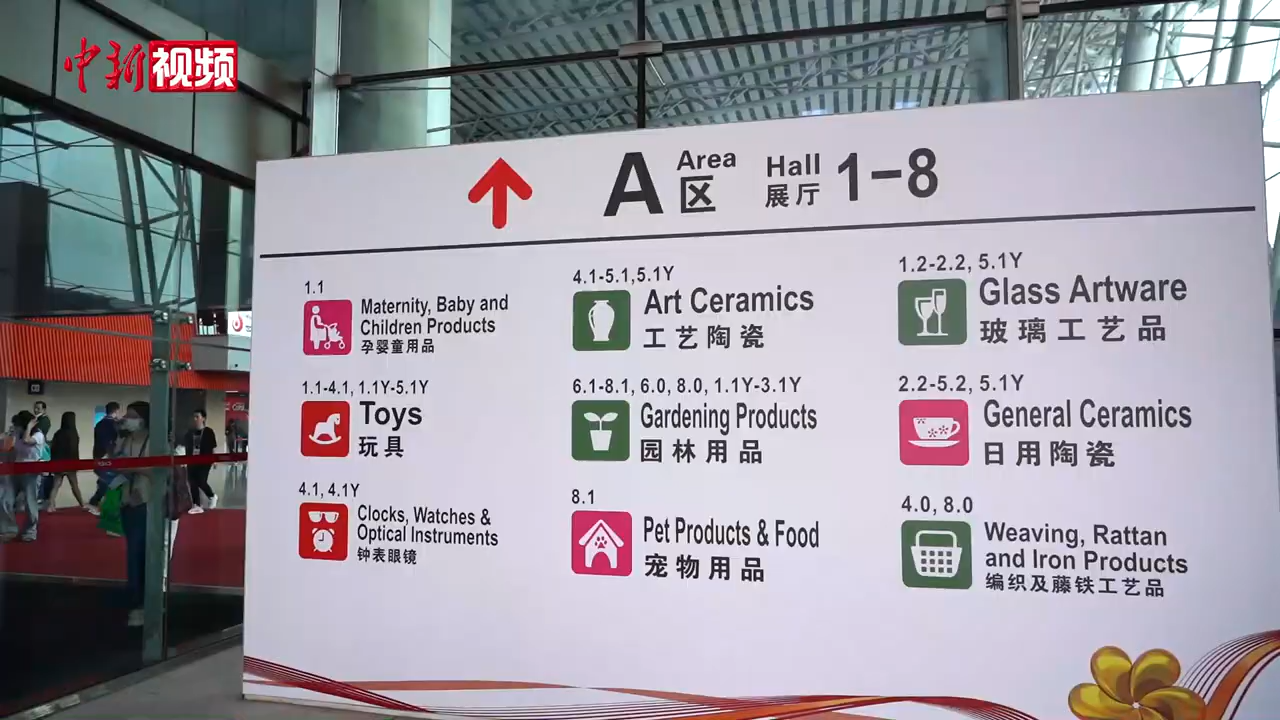 中新视频
A Area 区 Hall 展厅 1-8
1.1
Maternity, Baby and
Children Products
孕婴童用品
4.1-5.1,5.1Y
Art Ceramics
工艺陶瓷
1.2-2.2, 5.1Y
Glass Artware
玻璃工艺品
1.1-4.1, 1.1Y-5.1Y
Toys
玩具
6.1-8.1, 6.0, 8.0, 1.1Y-3.1Y
Gardening Products
园林用品
2.2-5.2, 5.1Y
General Ceramics
日用陶瓷
4.1, 4.1Y
Clocks, Watches &
Optical Instruments
钟表眼镜
8.1
Pet Products & Food
宠物用品
4.0, 8.0
Weaving, Rattan
and Iron Products
编织及藤铁工艺品